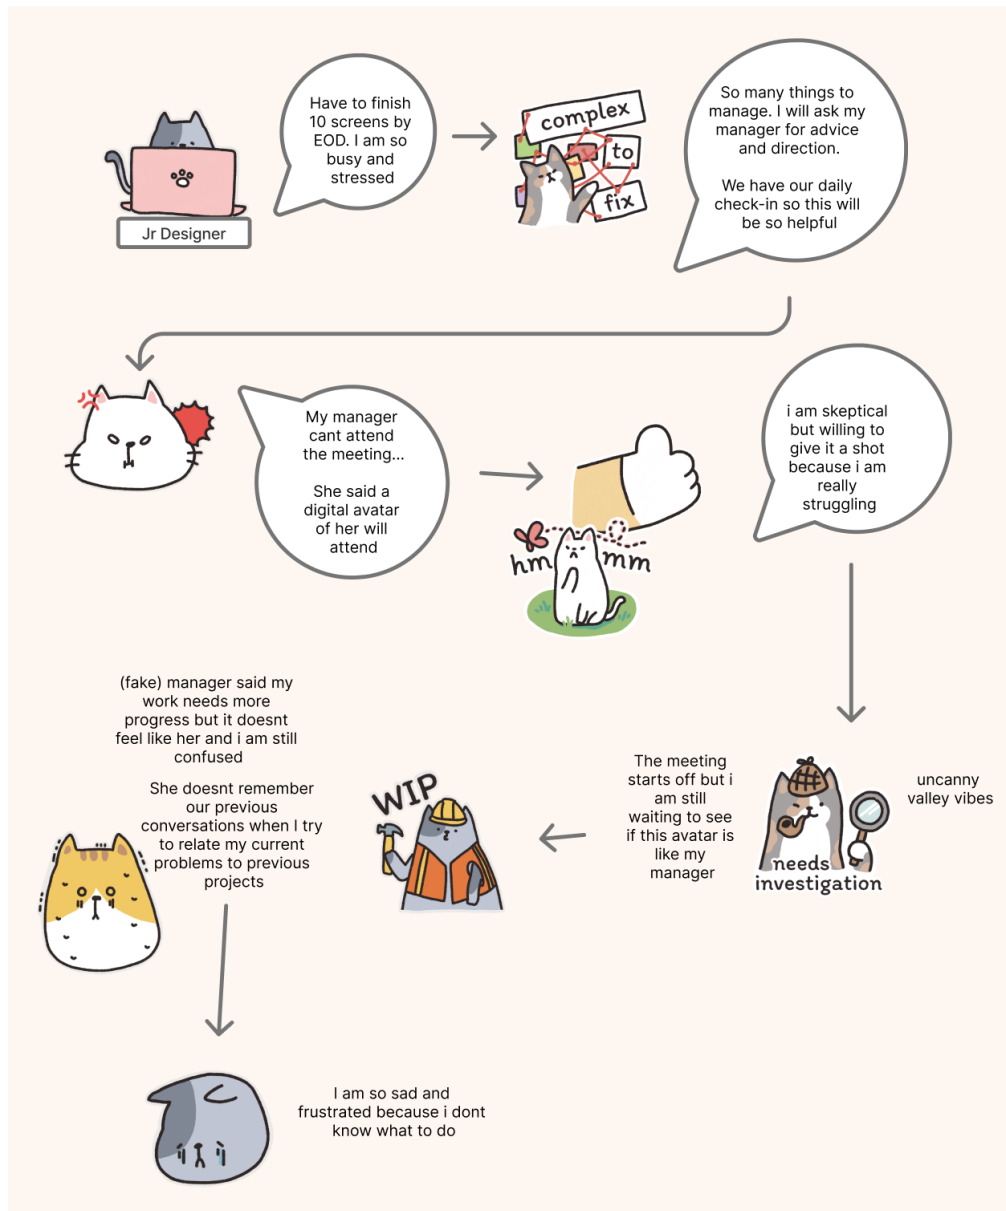 Have to finish
10 screens by
EOD. I am so
busy and
stressed
Jr Designer
complex
to
fix
So many things to
manage. I will ask my
manager for advice
and direction.
We have our daily
check-in so this will
be so helpful
My manager
cant attend
the meeting...
She said a
digital avatar
of her will
attend
hm mm
i am skeptical
but willing to
give it a shot
because i am
really
struggling
uncanny
valley vibes
needs
investigation
The meeting
starts off but i
am still
waiting to see
if this avatar is
like my
manager
WIP
(fake) manager said my
work needs more
progress but it doesnt
feel like her and i am still
confused
She doesnt remember
our previous
conversations when I try
to relate my current
problems to previous
projects
I am so sad and
frustrated because i dont
know what to do